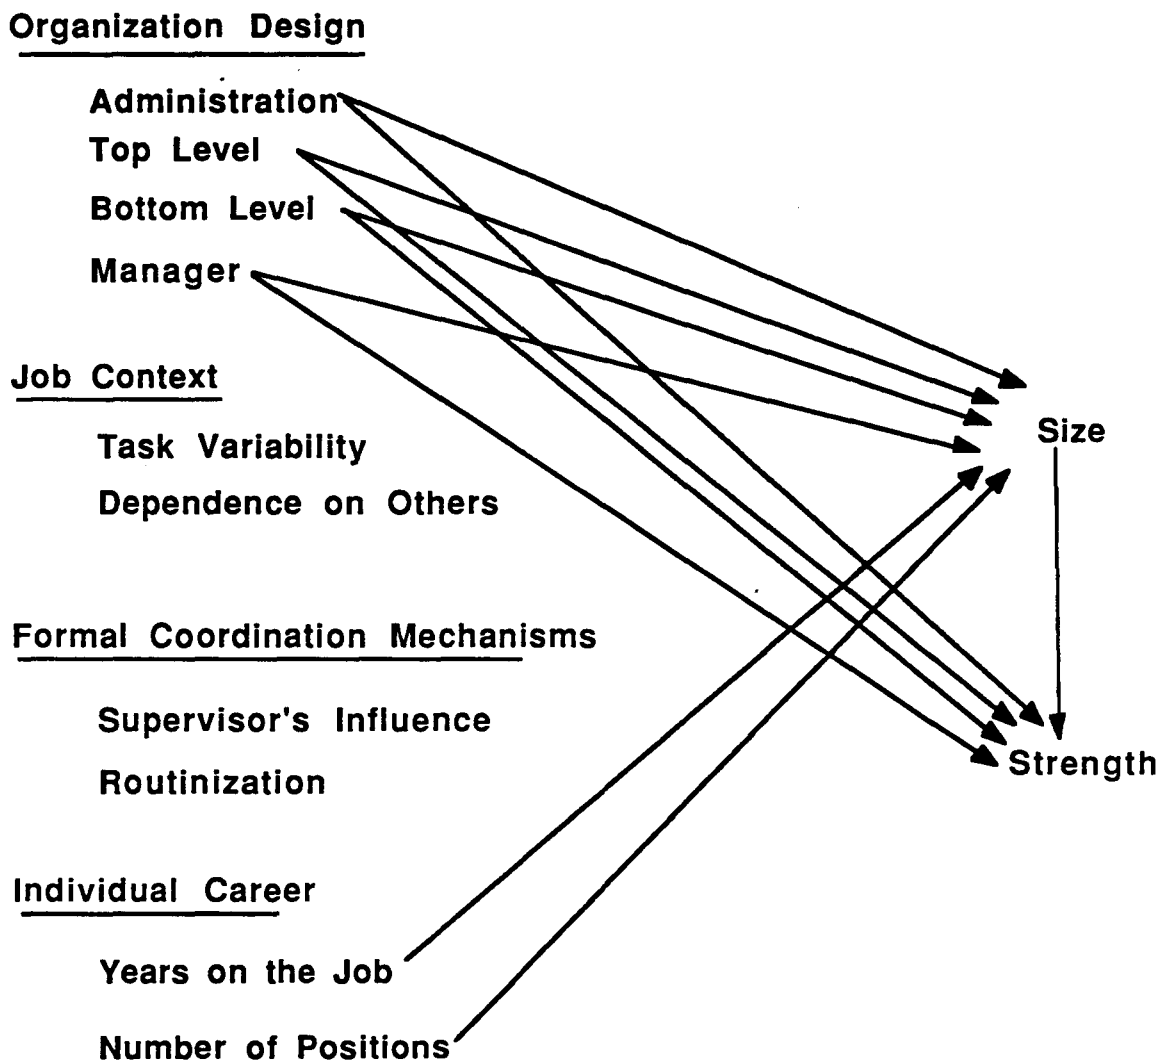 Organization Design
Administration
Top Level
Bottom Level
Manager
Job Context
Task Variability
Dependence on Others
Formal Coordination Mechanisms
Supervisor's Influence
Routinization
Individual Career
Years on the Job
Number of Positions
Size
Strength